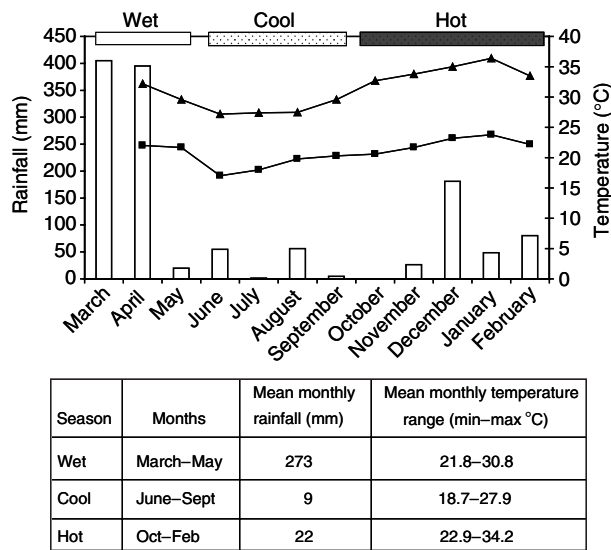 Wet Cool Hot
450
400
350
300
250
200
150
100
50
0
Rainfall (mm)
40
35
30
25
20
15
10
5
0
Temperature (°C)
March April May June July August September October November December January February
Season Months Mean monthly rainfall (mm) Mean monthly temperature range (min–max °C)
Wet March–May 273 21.8–30.8
Cool June–Sept 9 18.7–27.9
Hot Oct–Feb 22 22.9–34.2